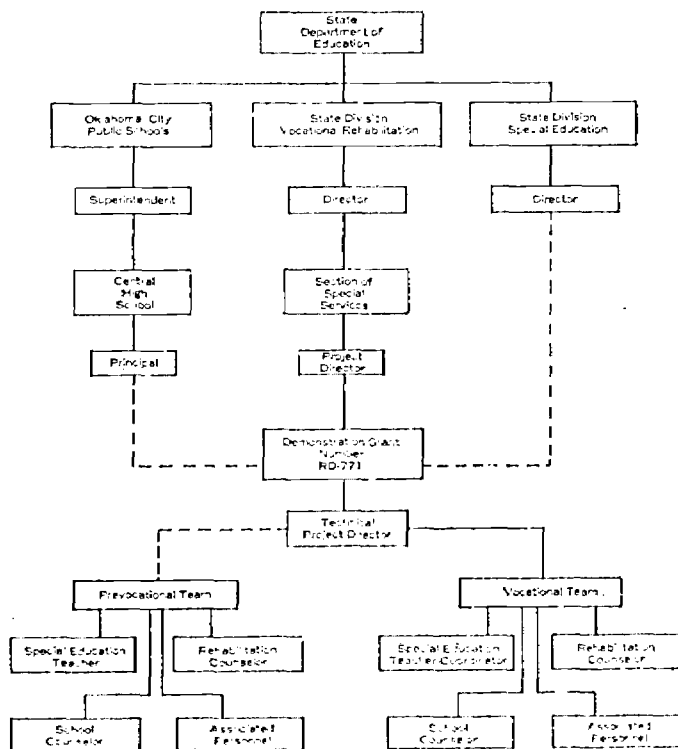 State
Department of
Education
Oklahoma City
Public Schools
State Division
Vocational Rehabilitation
State Division
Special Education
Superintendent
Director
Director
Central
High
School
Section of
Special
Services
Principal
Project
Director
Demonstration Grant
Number
RD-771
Technical
Project Director
Prevocational Team
Vocational Team
Special Education
Teacher
Rehabilitation
Counselor
Special Education
Teacher Coordinator
Rehabilitation
Counselor
School
Counselor
Associated
Personnel
School
Counselor
Associated
Personnel